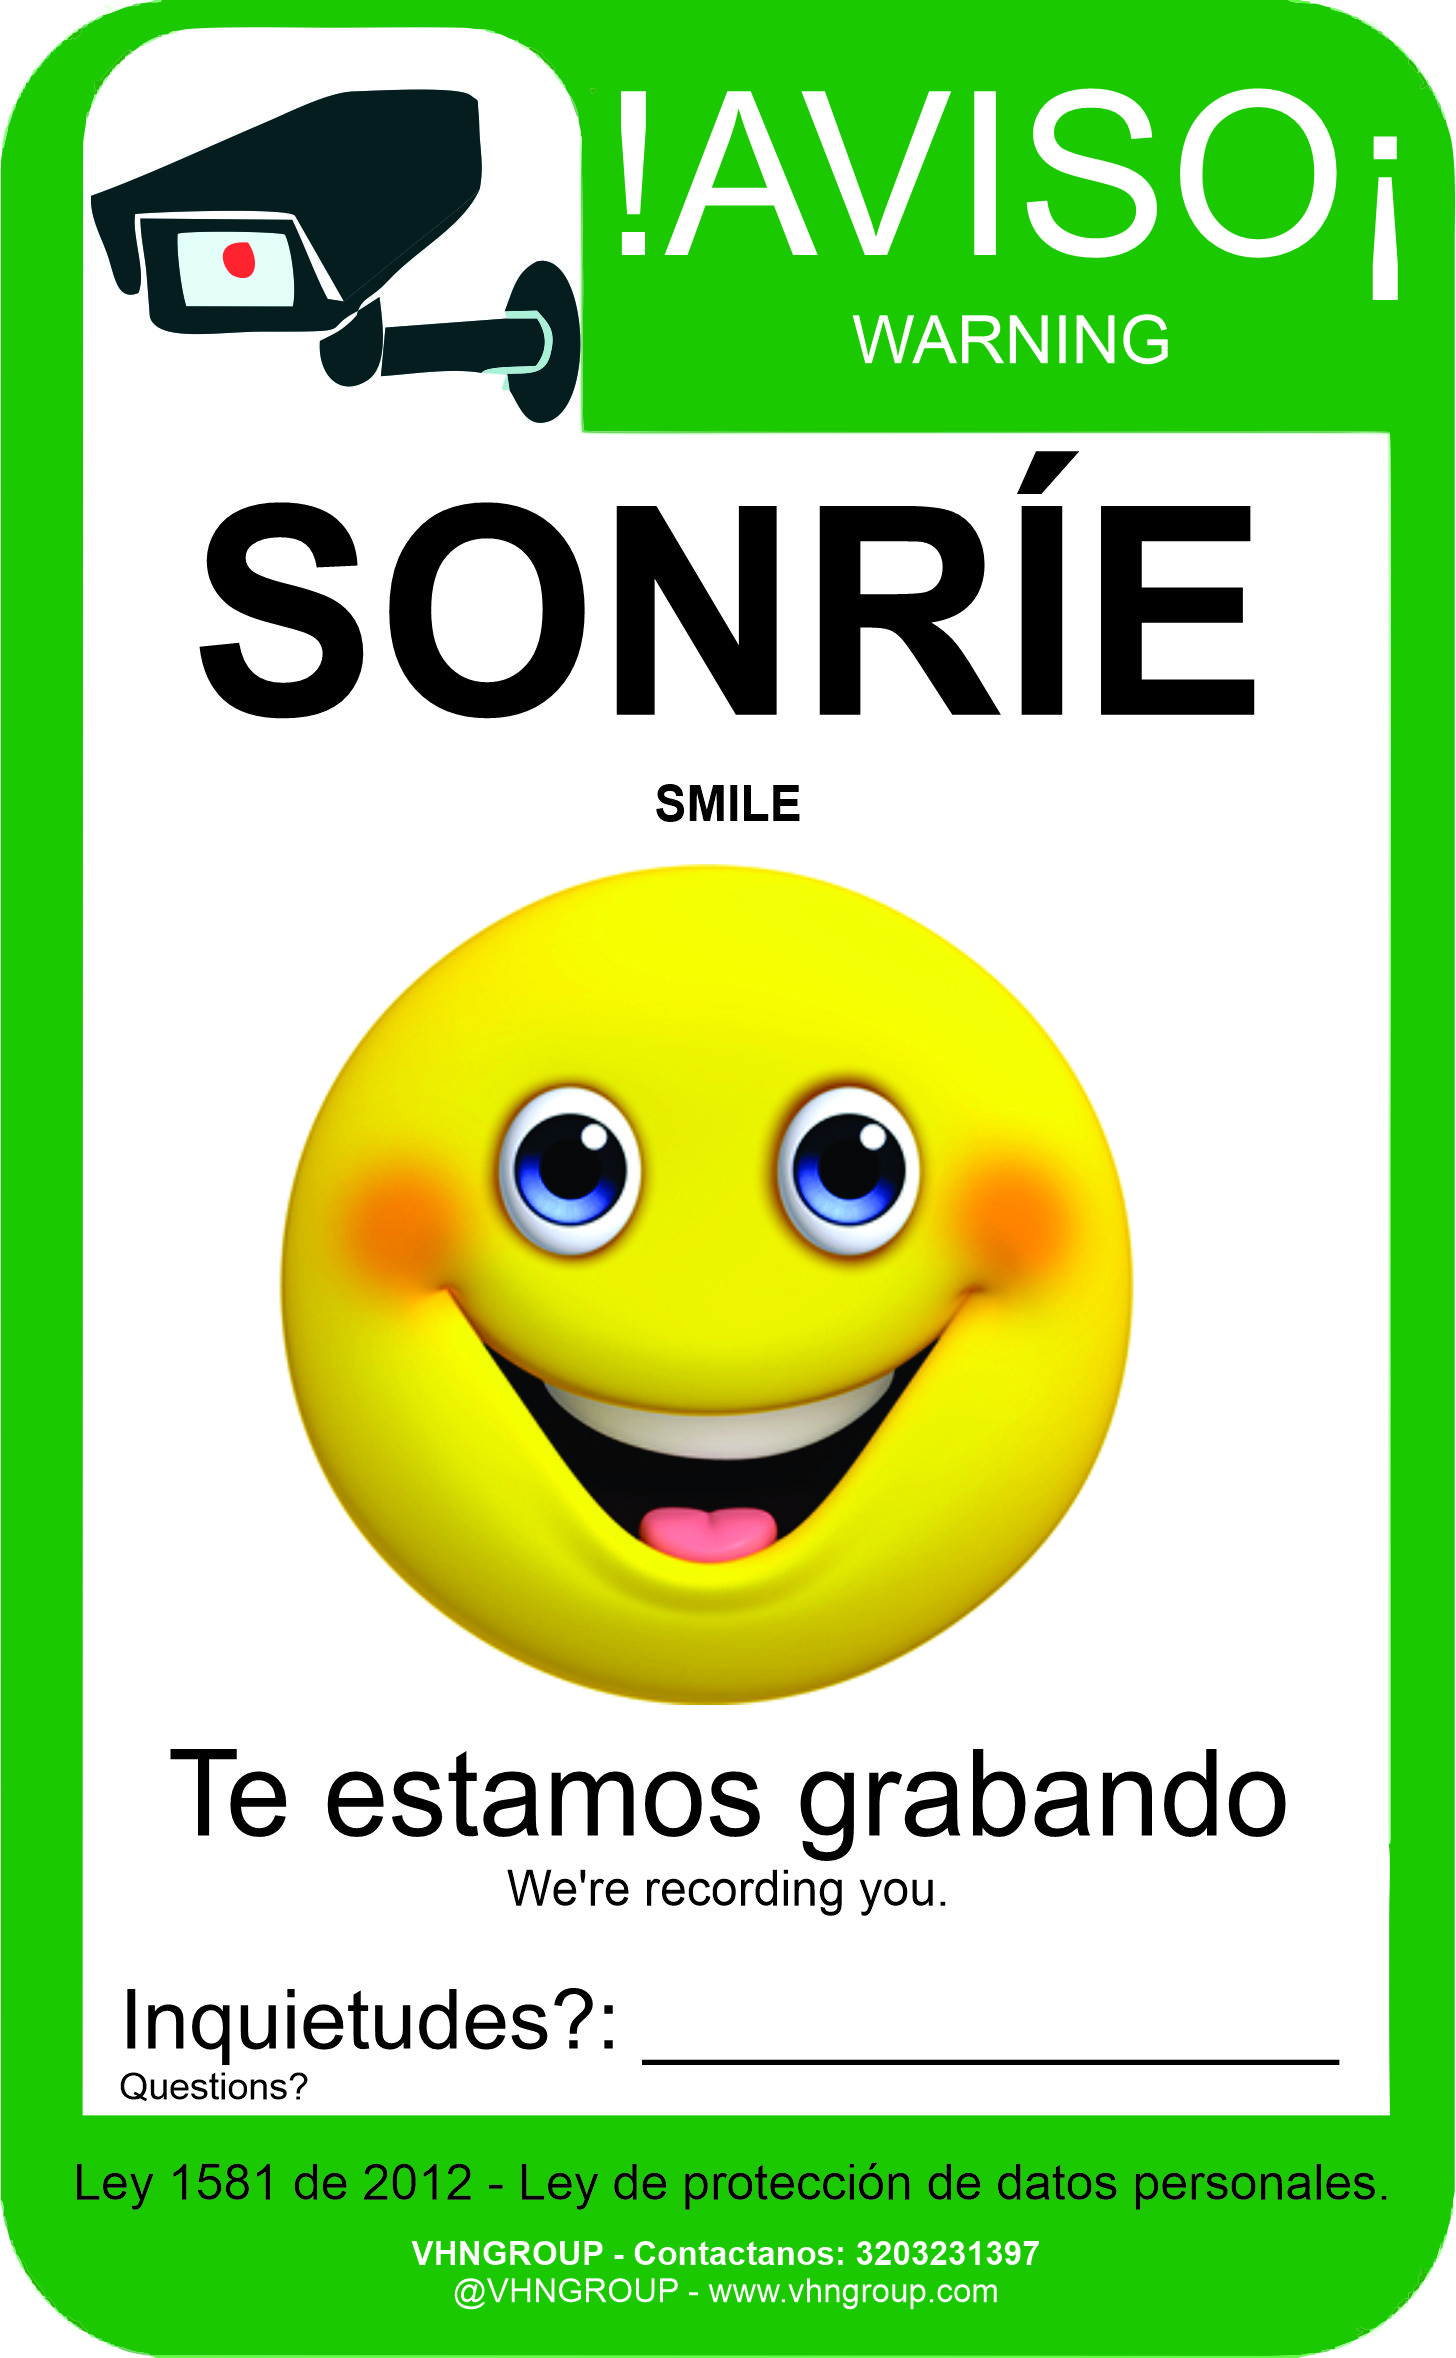 !AVISO¡
WARNING
SONRÍE
SMILE
Te estamos grabando
We're recording you.
Inquietudes?: ____________________
Questions?
Ley 1581 de 2012 - Ley de protección de datos personales.
VHNGROUP - Contactanos: 3203231397
@VHNGROUP - www.vhngroup.com